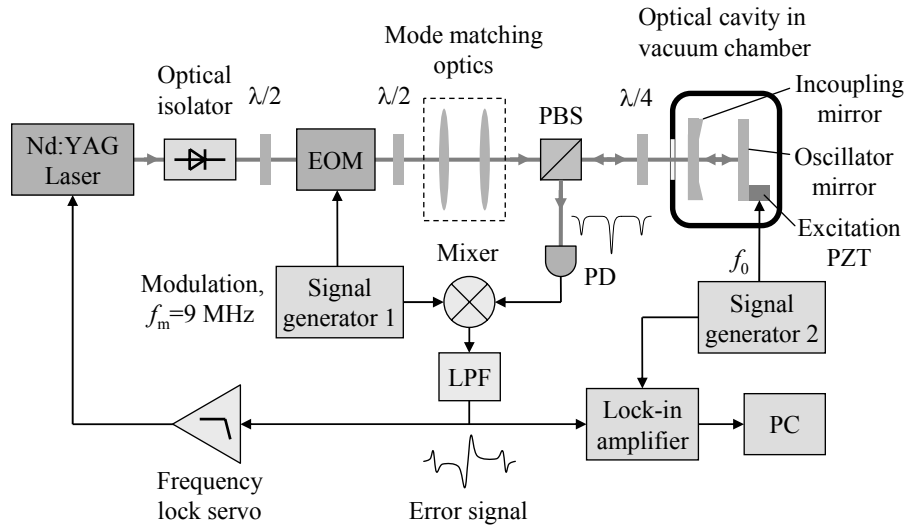 Optical cavity in
vacuum chamber
Mode matching
optics
Optical
isolator
Incoupling
mirror
λ/2
λ/2
PBS
λ/4
Nd:YAG
Laser
EOM
Oscillator
mirror
Excitation
PZT
Mixer
PD
f₀
Modulation,
fₘ=9 MHz
Signal
generator 1
Signal
generator 2
LPF
Lock-in
amplifier
PC
Frequency
lock servo
Error signal